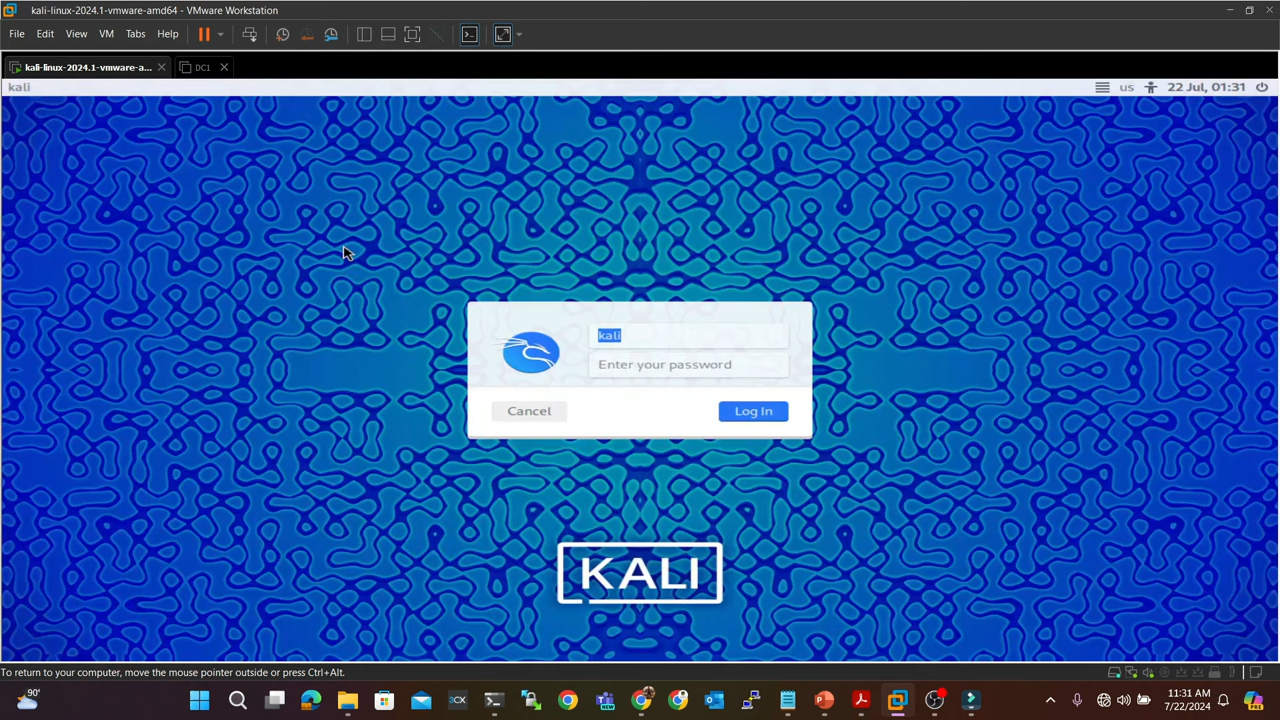 kali-linux-2024.1-vmware-amd64 - VMware Workstation
File Edit View VM Tabs Help
kali-linux-2024.1-vmware-a...
DC1
kali
us
22 Jul, 01:31
kali
Enter your password
Cancel
Log In
KALI
To return to your computer, move the mouse pointer outside or press Ctrl+Alt.
90°
NEW
11:31 AM
7/22/2024
PRE